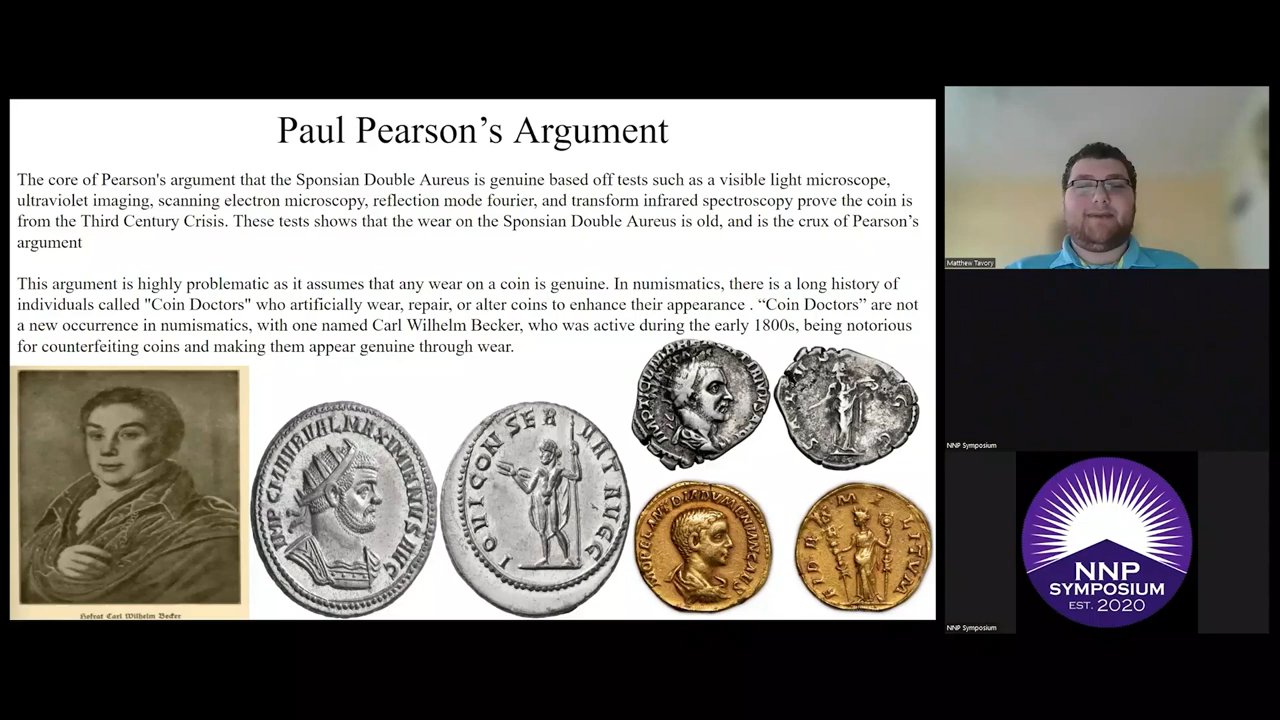 Paul Pearson’s Argument
The core of Pearson's argument that the Sponsian Double Aureus is genuine based off tests such as a visible light microscope,
ultraviolet imaging, scanning electron microscopy, reflection mode fourier, and transform infrared spectroscopy prove the coin is
from the Third Century Crisis. These tests shows that the wear on the Sponsian Double Aureus is old, and is the crux of Pearson’s
argument
This argument is highly problematic as it assumes that any wear on a coin is genuine. In numismatics, there is a long history of
individuals called "Coin Doctors" who artificially wear, repair, or alter coins to enhance their appearance . “Coin Doctors” are not
a new occurrence in numismatics, with one named Carl Wilhelm Becker, who was active during the early 1800s, being notorious
for counterfeiting coins and making them appear genuine through wear.
Hofrat Carl Wilhelm Becker
IOVI CONSERVAT AVGG
Matthew Tavory
NNP Symposium
NNP
SYMPOSIUM
EST. 2020
NNP Symposium